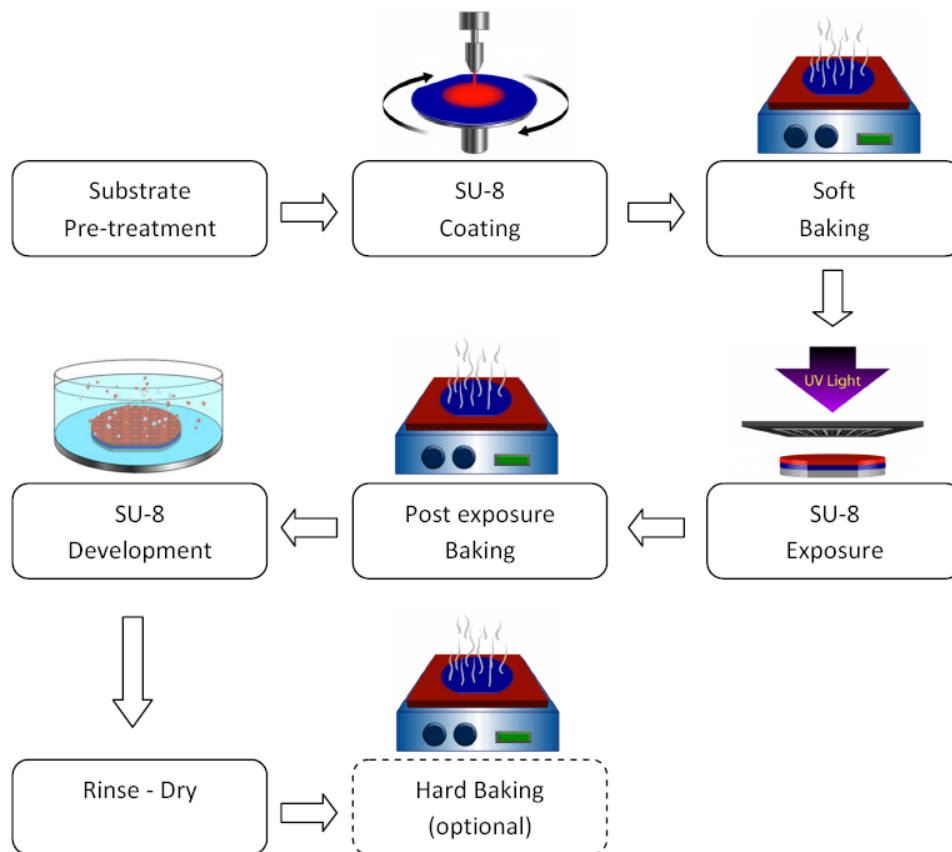 Substrate
Pre-treatment
SU-8
Coating
Soft
Baking
UV Light
SU-8
Exposure
Post exposure
Baking
SU-8
Development
Rinse - Dry
Hard Baking
(optional)